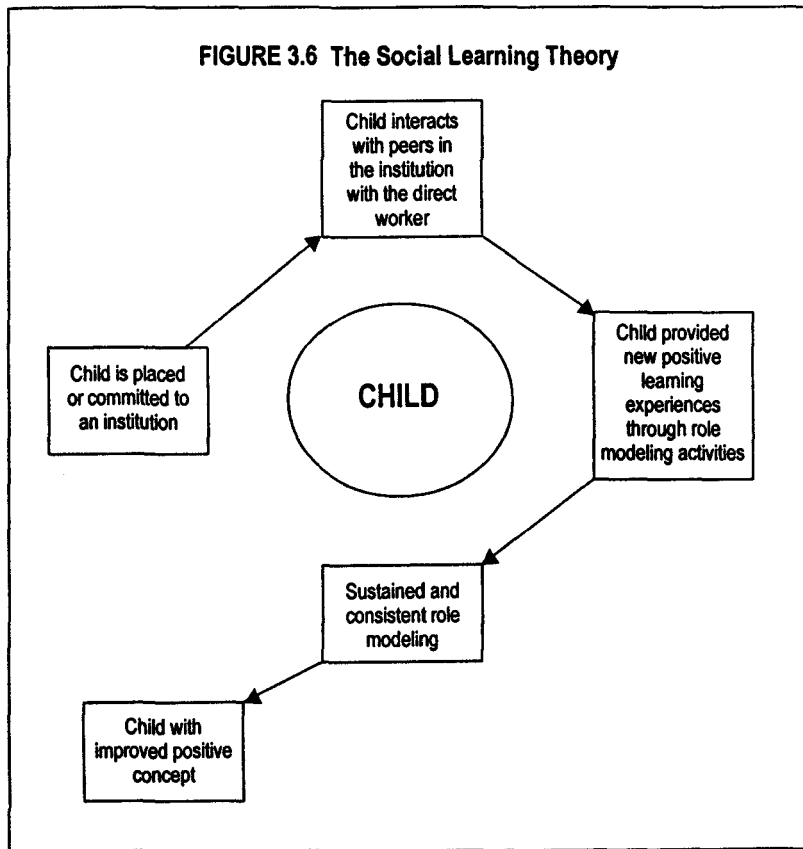 FIGURE 3.6 The Social Learning Theory
Child interacts
with peers in
the institution
with the direct
worker
Child is placed
or committed to
an institution
CHILD
Child provided
new positive
learning
experiences
through role
modeling activities
Sustained and
consistent role
modeling
Child with
improved positive
concept